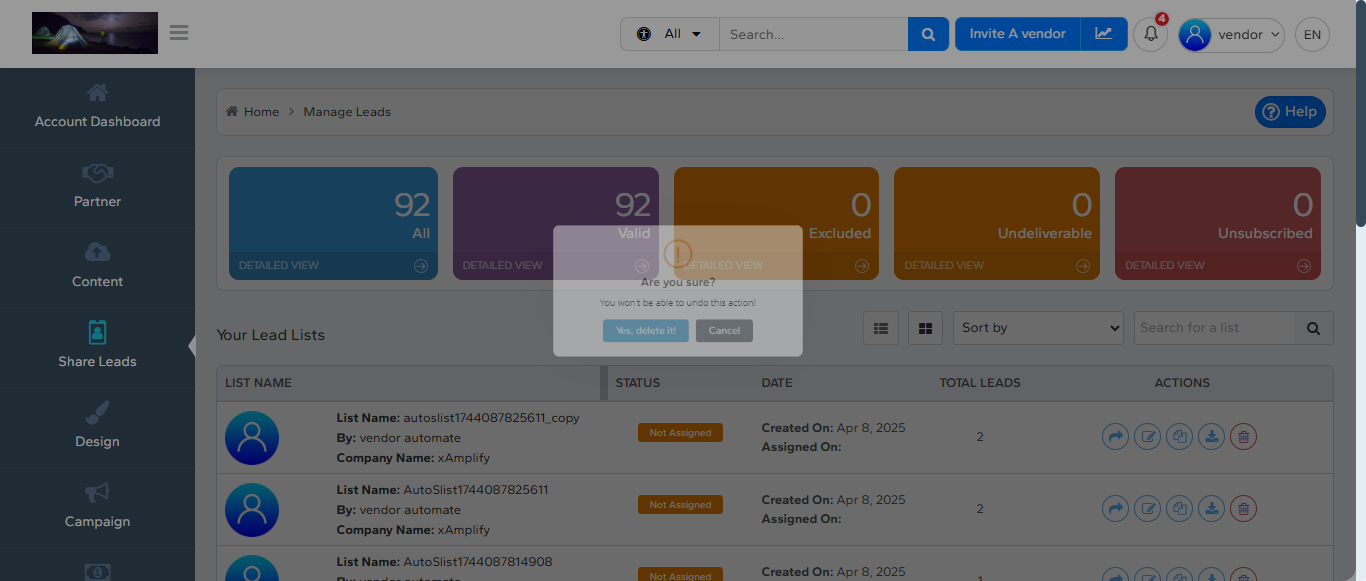 All
Search...
Invite A vendor
4
vendor
EN
Account Dashboard
Partner
Content
Share Leads
Design
Campaign
Home > Manage Leads
Help
92
All
DETAILED VIEW
92
Valid
DETAILED VIEW
0
Excluded
DETAILED VIEW
0
Undeliverable
DETAILED VIEW
0
Unsubscribed
DETAILED VIEW
Are you sure?
You won't be able to undo this action!
Yes, delete it!
Cancel
Your Lead Lists
Sort by
Search for a list
LIST NAME STATUS DATE TOTAL LEADS ACTIONS
List Name: autoslist1744087825611_copy
By: vendor automate
Company Name: xAmplify
Not Assigned
Created On: Apr 8, 2025
Assigned On:
2
List Name: AutoSlist1744087825611
By: vendor automate
Company Name: xAmplify
Not Assigned
Created On: Apr 8, 2025
Assigned On:
2
List Name: AutoSlist1744087814908
By: vendor automate
Not Assigned
Created On: Apr 8, 2025
1